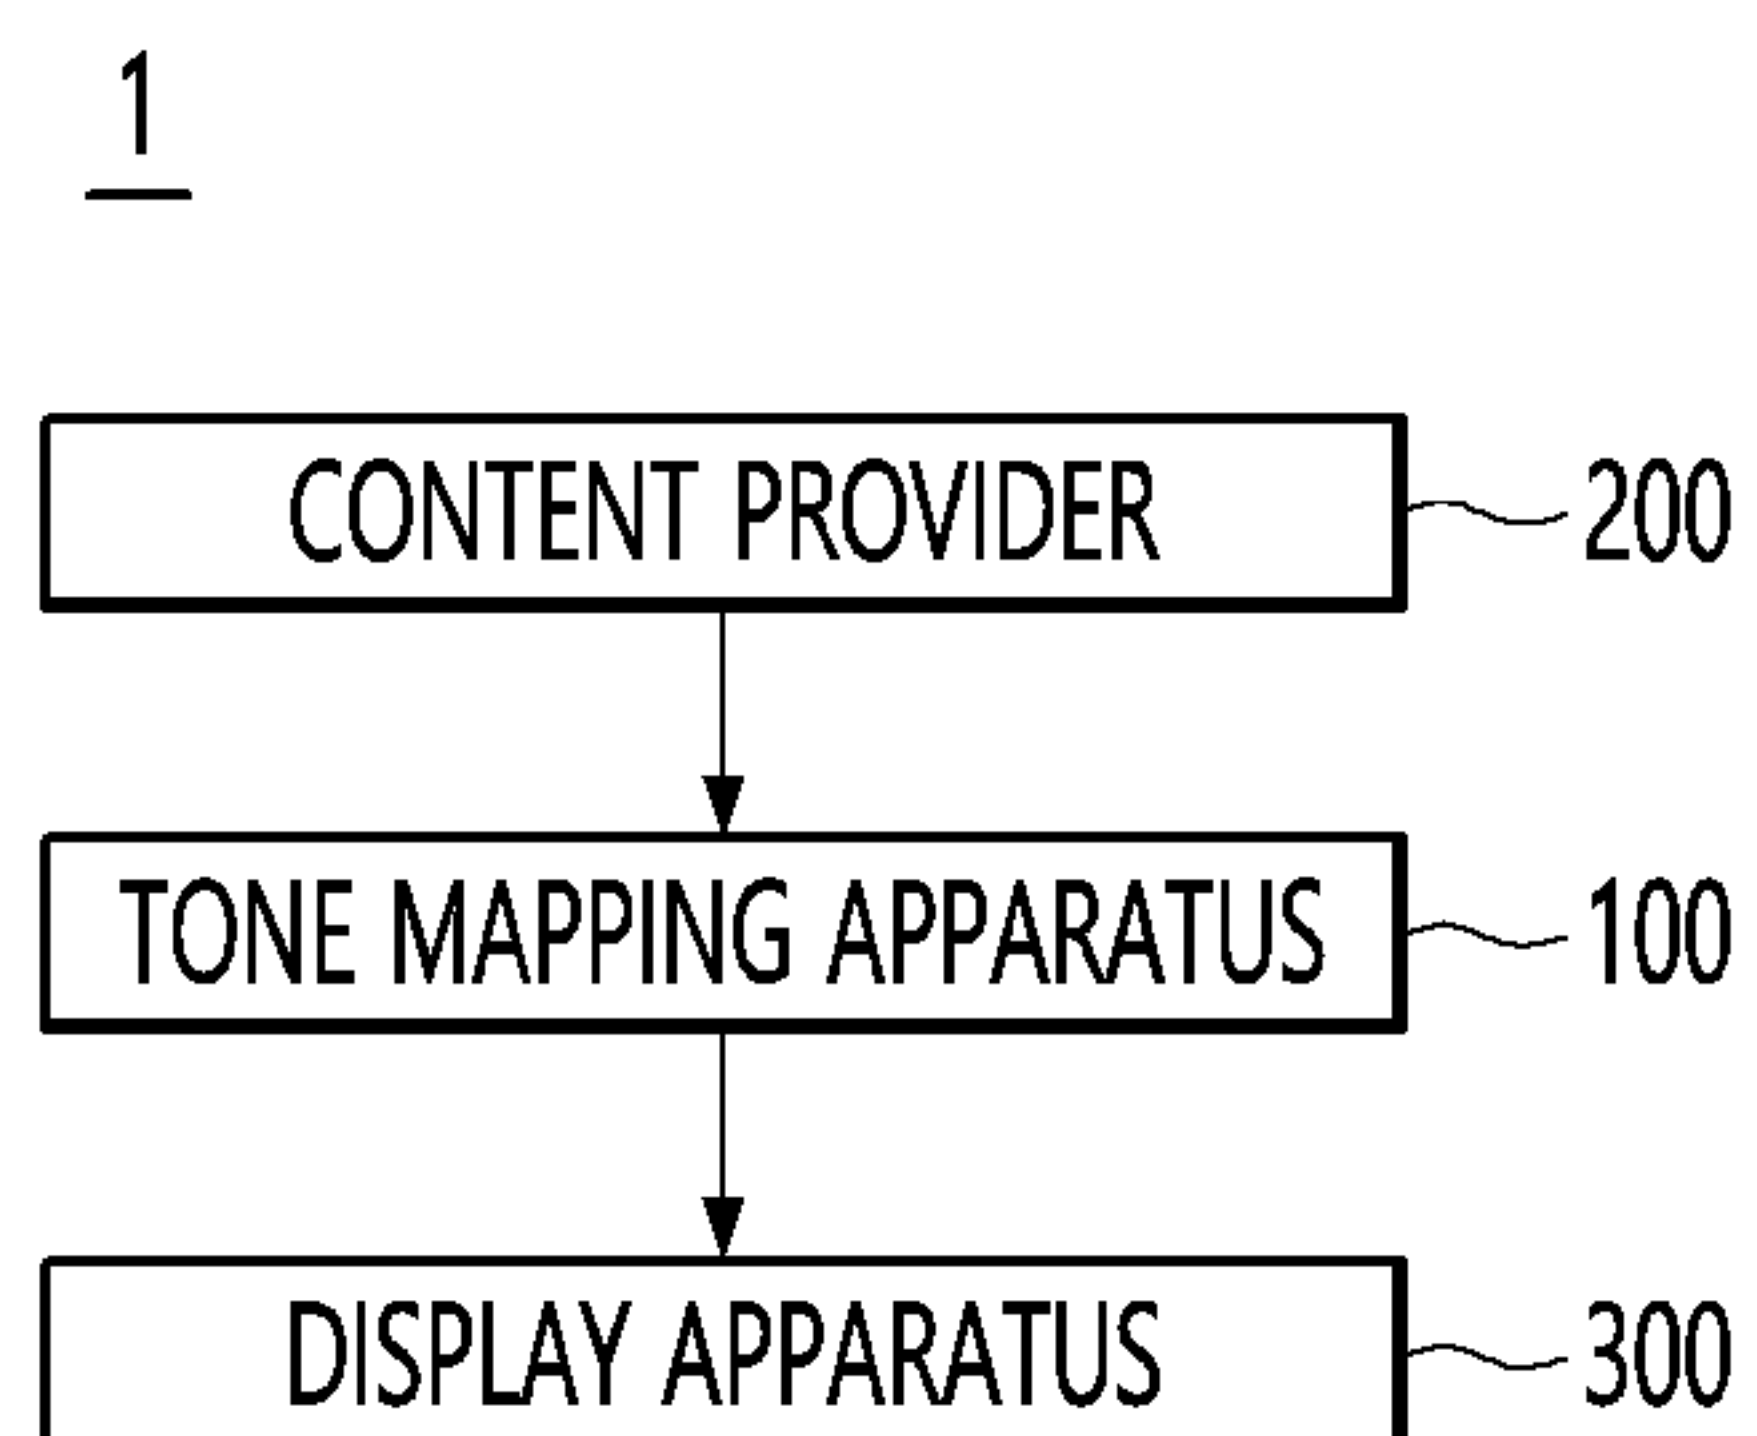 1
CONTENT PROVIDER 200
TONE MAPPING APPARATUS 100
DISPLAY APPARATUS 300